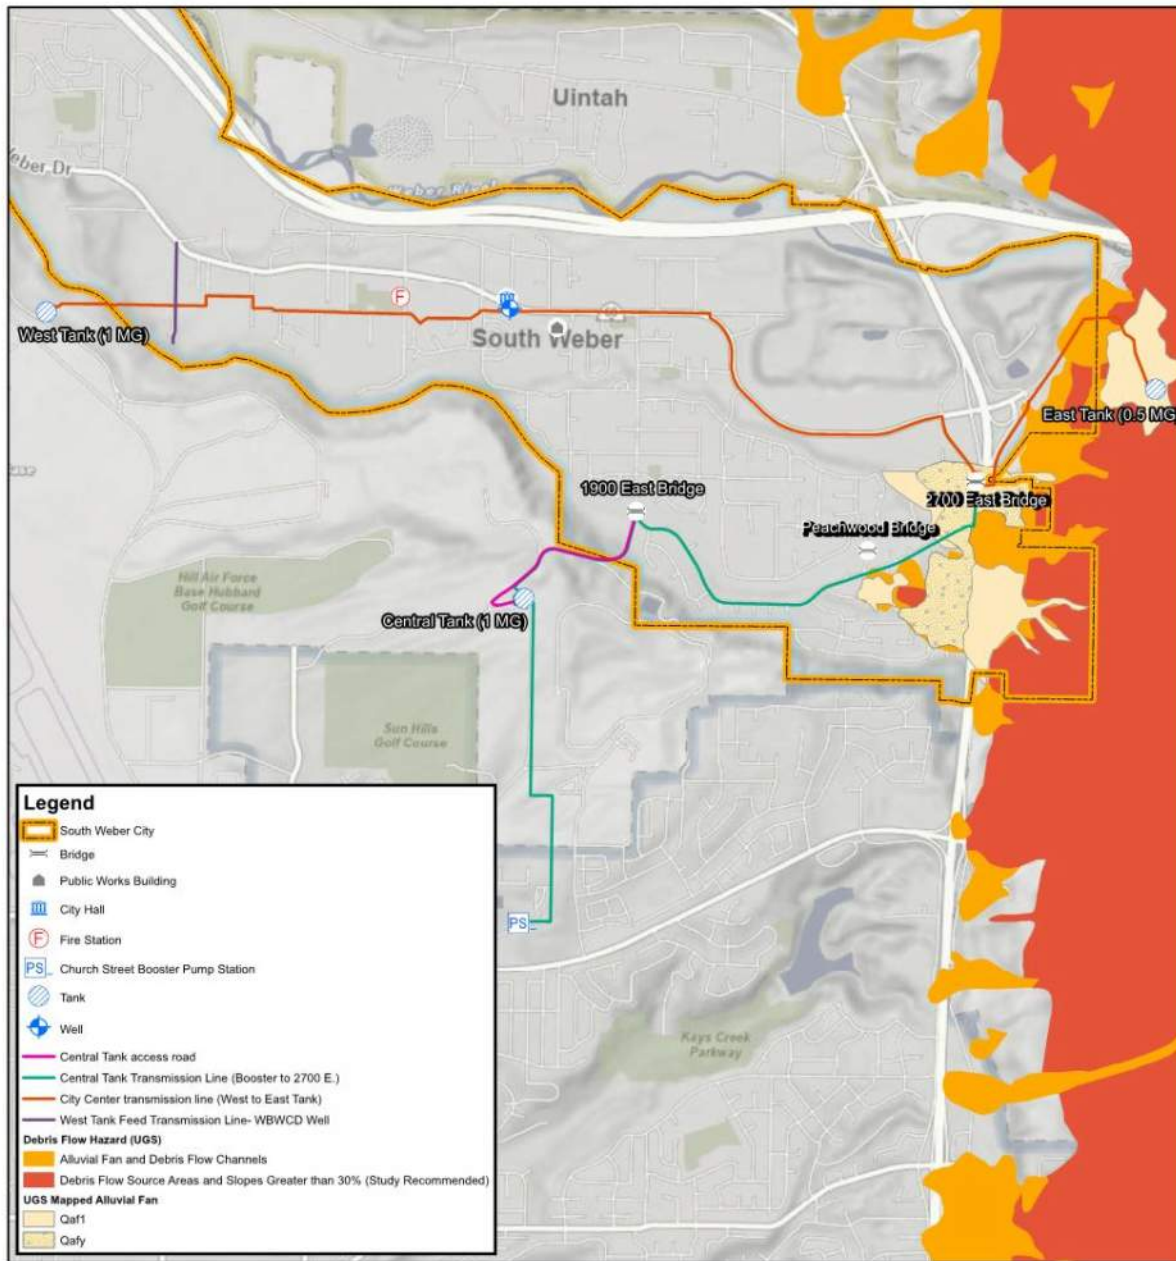 Uintah
Weber Dr
Weber River
F
West Tank (1 MG)
South Weber
East Tank (0.5 MG
1900 East Bridge
2700 East Bridge
Peachwood Bridge
Hill Air Force
Base Hubbard
Golf Course
Central Tank (1 MG)
Sun Hills
Golf Course
PS
Keys Creek
Parkway
Legend
South Weber City
Bridge
Public Works Building
City Hall
F
Fire Station
PS
Church Street Booster Pump Station
Tank
Well
Central Tank access road
Central Tank Transmission Line (Booster to 2700 E.)
City Center transmission line (West to East Tank)
West Tank Feed Transmission Line- WBWCD Well
Debris Flow Hazard (UGS)
Alluvial Fan and Debris Flow Channels
Debris Flow Source Areas and Slopes Greater than 30% (Study Recommended)
UGS Mapped Alluvial Fan
Qaf1
Qafy